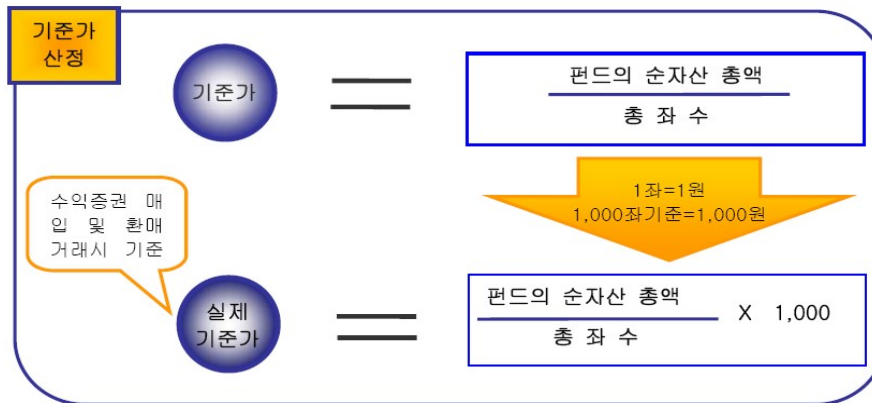 기준가
산정
기준가
펀드의 순자산 총액
총 좌 수
1좌=1원
1,000좌기준=1,000원
수익증권 매
입 및 환매
거래시 기준
실제
기준가
펀드의 순자산 총액
총 좌 수
X 1,000